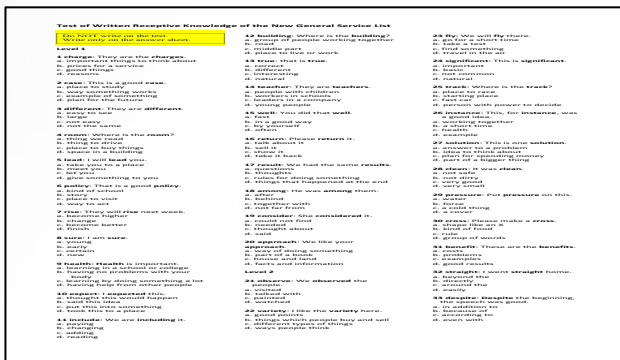 Test of Written Receptive Knowledge of the New General Service List
Do NOT write on the test.
Write only on the answer sheet.
Level 1
1 charge: They are the charges.
a. important things to think about
b. prices for a service
c. good things
d. reasons
2 case: This is a good case.
a. place to study
b. way something works
c. example of something
d. plan for the future
3 different: They are different.
a. easy to see
b. large
c. not easy
d. not the same
4 room: Where is the room?
a. thing we read
b. thing to drive
c. place to buy things
d. space in a building
5 lead: I will lead you.
a. take you to a place
b. meet you
c. let you
d. give something to you
6 policy: That is a good policy.
a. kind of school
b. story
c. place to visit
d. way to act
7 rise: They will rise next week.
a. become higher
b. change
c. become better
d. finish
8 sure: I am sure.
a. young
b. early
c. certain
d. new
9 health: Health is important.
a. learning in a school or college
b. having no problems with your
body
c. learning by doing something a lot
d. having help from other people
10 expect: I expected this.
a. thought this would happen
b. said this idea
c. put this into something
d. took this to a place
11 include: We are including it.
a. paying
b. changing
c. adding
d. reading
12 building: Where is the building?
a. group of people working together
b. road
c. middle part
d. place to live or work
13 true: that is true.
a. correct
b. different
c. interesting
d. natural
14 teacher: They are teachers.
a. people with children
b. workers in schools
c. leaders in a company
d. young people
15 well: You did that well.
a. fast
b. in a good way
c. by yourself
d. often
16 return: Please return it.
a. talk about it
b. sell it
c. show it
d. take it back
17 result: We had the same results.
a. questions
b. thoughts
c. rules for doing something
d. things that happened at the end
18 among: He was among them.
a. after
b. behind
c. together with
d. not far from
19 consider: She considered it.
a. could not find
b. needed
c. thought about
d. said
20 approach: We like your
approach.
a. way of doing something
b. part of a book
c. house and land
d. facts and information
Level 2
21 observe: We observed the
people.
a. visited
b. talked with
c. painted
d. watched
22 variety: I like the variety here.
a. good points
b. things which people buy and sell
c. different types of things
d. ways people think
23 fly: We will fly there.
a. go for a short time
b. take a test
c. find something
d. travel in the air
24 significant: This is significant.
a. important
b. basic
c. not common
d. natural
25 track: Where is the track?
a. place to race
b. starting place
c. fast car
d. person with power to decide
26 instance: This, for instance, was
a good idea.
a. working together
b. a short time
c. health
d. example
27 solution: This is one solution.
a. answer to a problem
b. idea to think about
c. plan for spending money
d. part of a bigger thing
28 clean: It was clean.
a. not safe
b. not dirty
c. very good
d. very small
29 pressure: Put pressure on this.
a. water
b. force
c. a cold thing
d. a cover
30 cross: Please make a cross.
a. shape like an X
b. kind of food
c. rule
d. group of words
31 benefit: These are the benefits.
a. costs
b. problems
c. examples
d. good results
32 straight: I went straight home.
a. beyond the
b. directly
c. around the
d. easily
33 despite: Despite the beginning,
the speech was good.
a. in addition to
b. because of
c. according to
d. even with